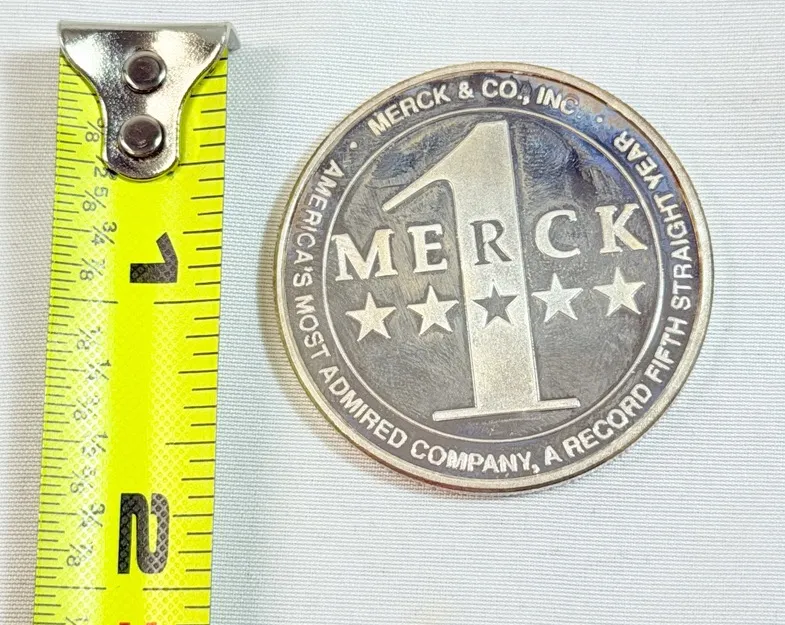 MERCK & CO., INC.
AMERICA'S MOST ADMIRED COMPANY, A RECORD FIFTH STRAIGHT YEAR
1
MERCK
1
2